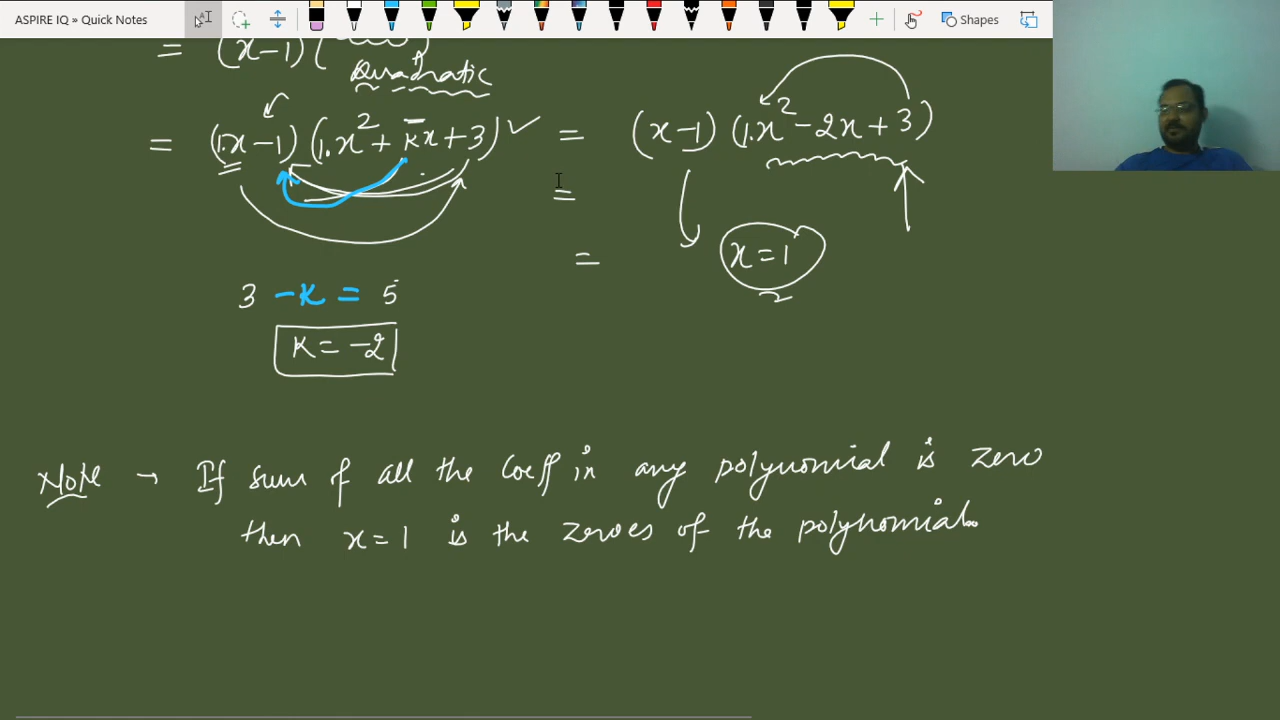 ASPIRE IQ » Quick Notes
Shapes
= (x-1)(
Quadratic
= (1.x-1)(1.x²+kx+3) ✓ = (x-1)(1.x²-2x+3)
=
= x=1
3 -k = 5
k = -2
Note → If sum of all the Coeff in any polynomial is zero
then x=1 is the zeroes of the polynomial.